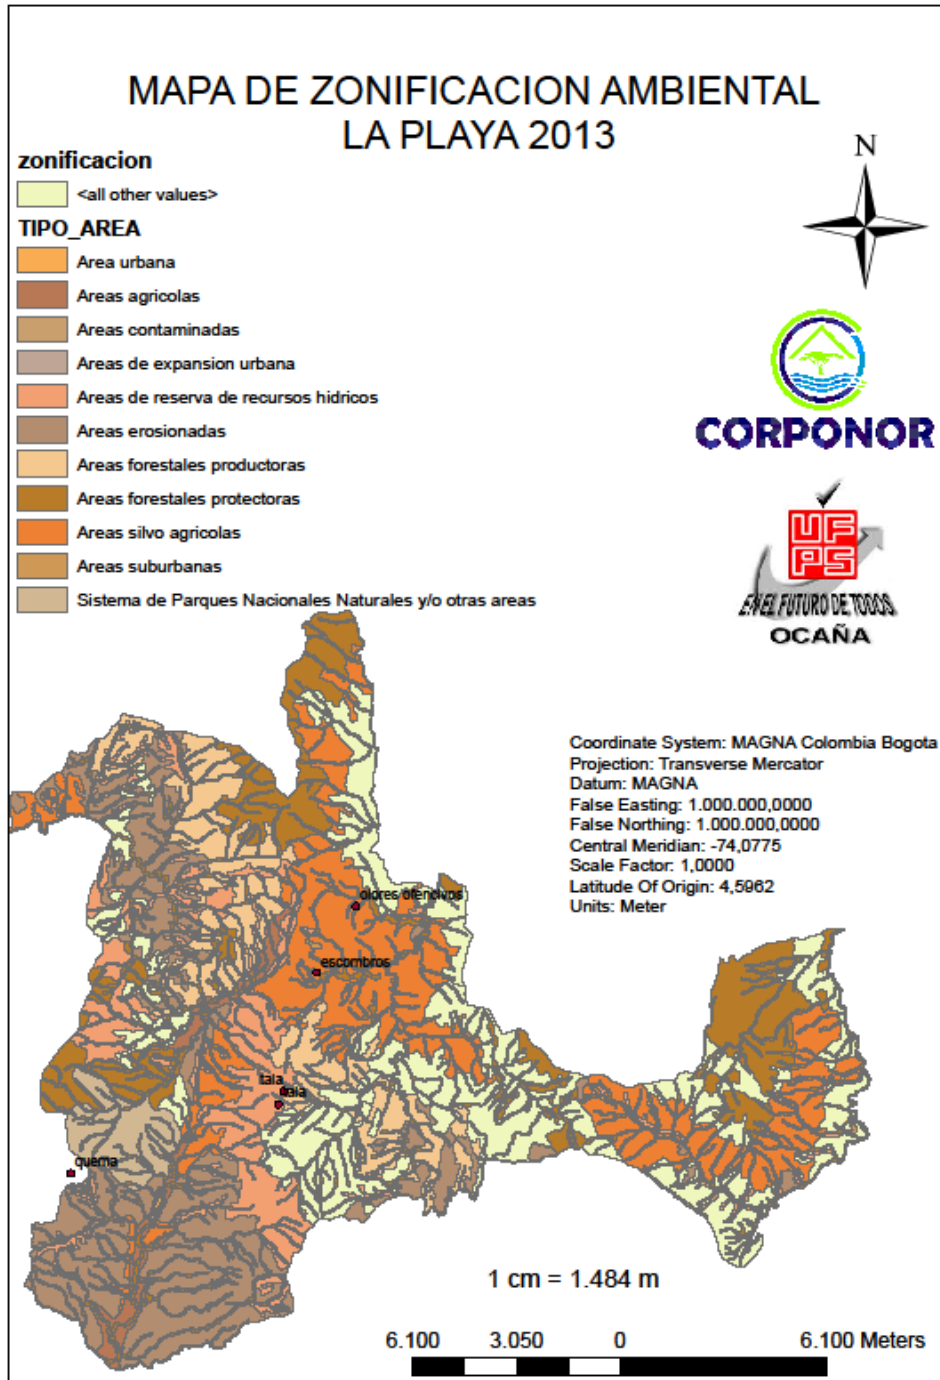 MAPA DE ZONIFICACION AMBIENTAL
LA PLAYA 2013
zonificacion
<all other values>
TIPO_AREA
Area urbana
Areas agricolas
Areas contaminadas
Areas de expansion urbana
Areas de reserva de recursos hidricos
Areas erosionadas
Areas forestales productoras
Areas forestales protectoras
Areas silvo agricolas
Areas suburbanas
Sistema de Parques Nacionales Naturales y/o otras areas
N
CORPONOR
UF
PS
EN EL FUTURO DE TODOS
OCAÑA
Coordinate System: MAGNA Colombia Bogota
Projection: Transverse Mercator
Datum: MAGNA
False Easting: 1.000.000,0000
False Northing: 1.000.000,0000
Central Meridian: -74,0775
Scale Factor: 1,0000
Latitude Of Origin: 4,5962
Units: Meter
olores ofencivos
escombros
tala
tala
quema
1 cm = 1.484 m
6.100 3.050 0 6.100 Meters